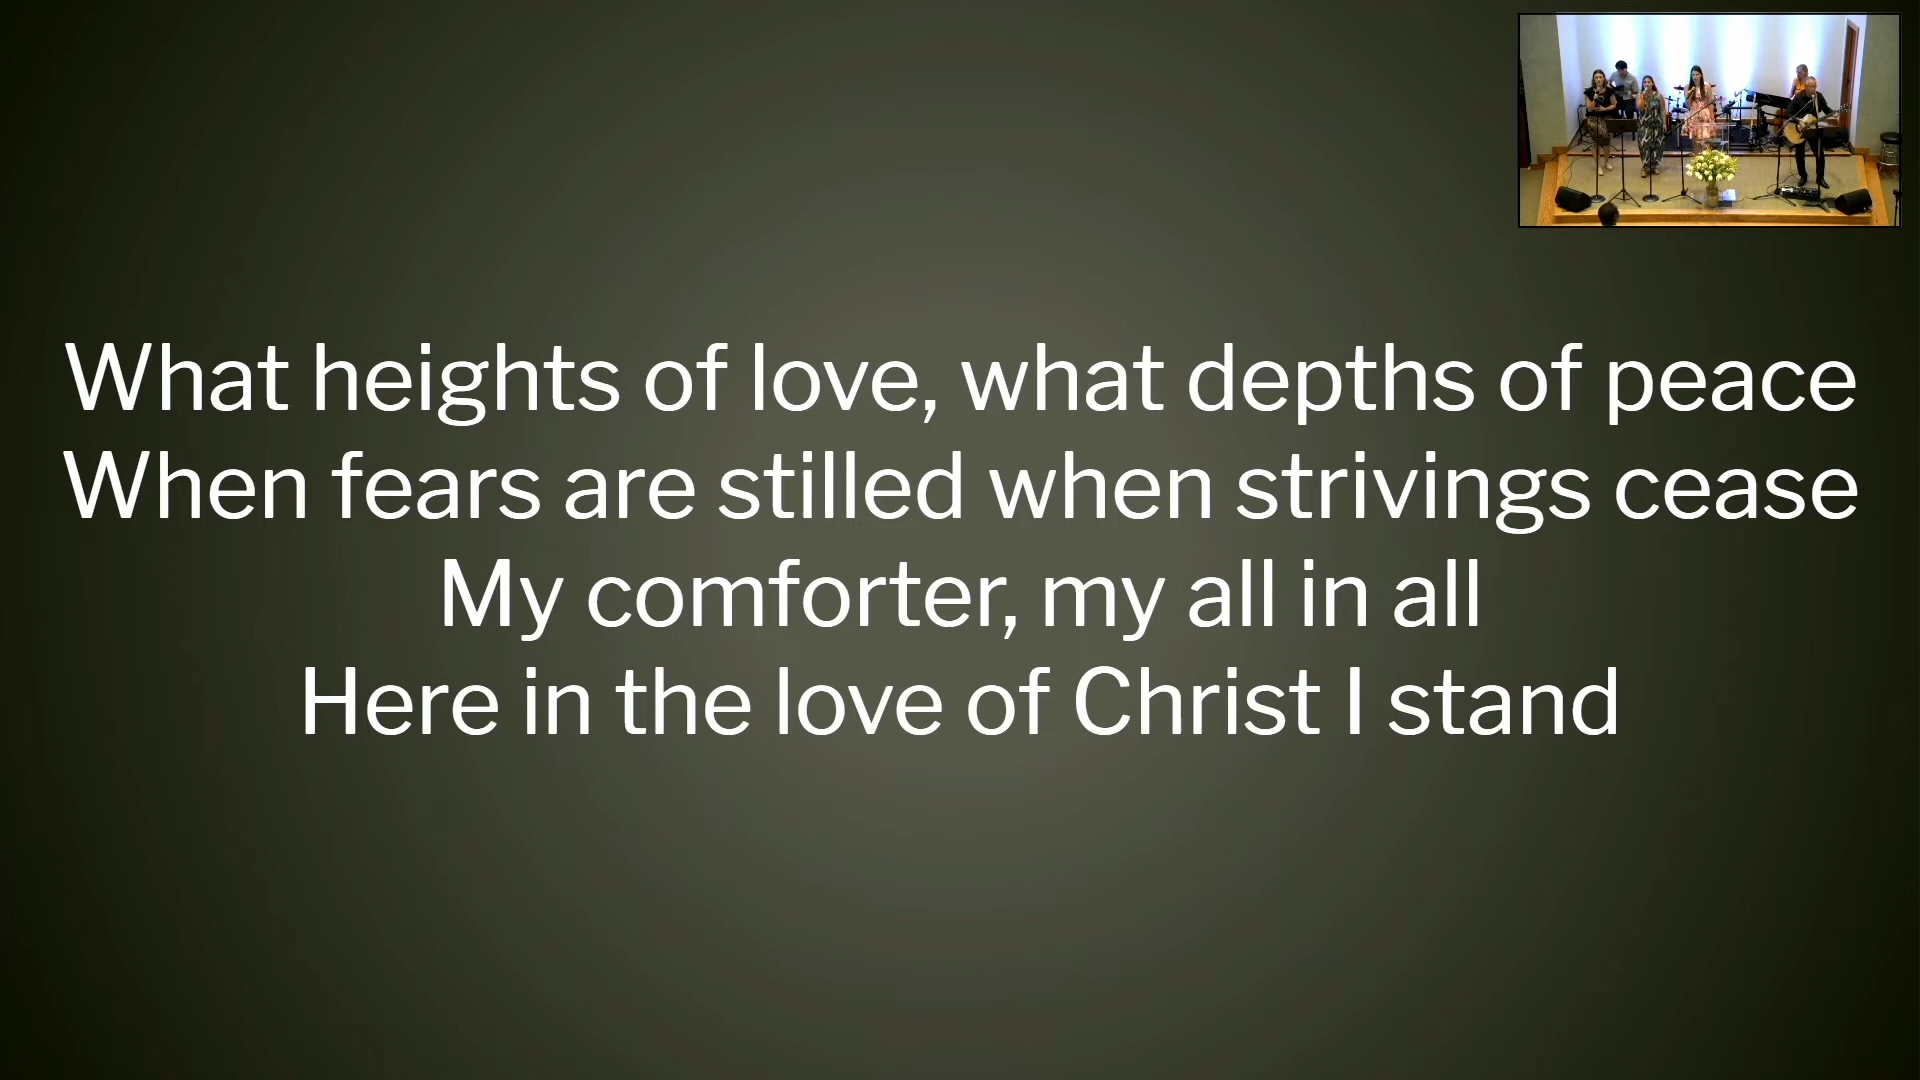 What heights of love, what depths of peace
When fears are stilled when strivings cease
My comforter, my all in all
Here in the love of Christ I stand